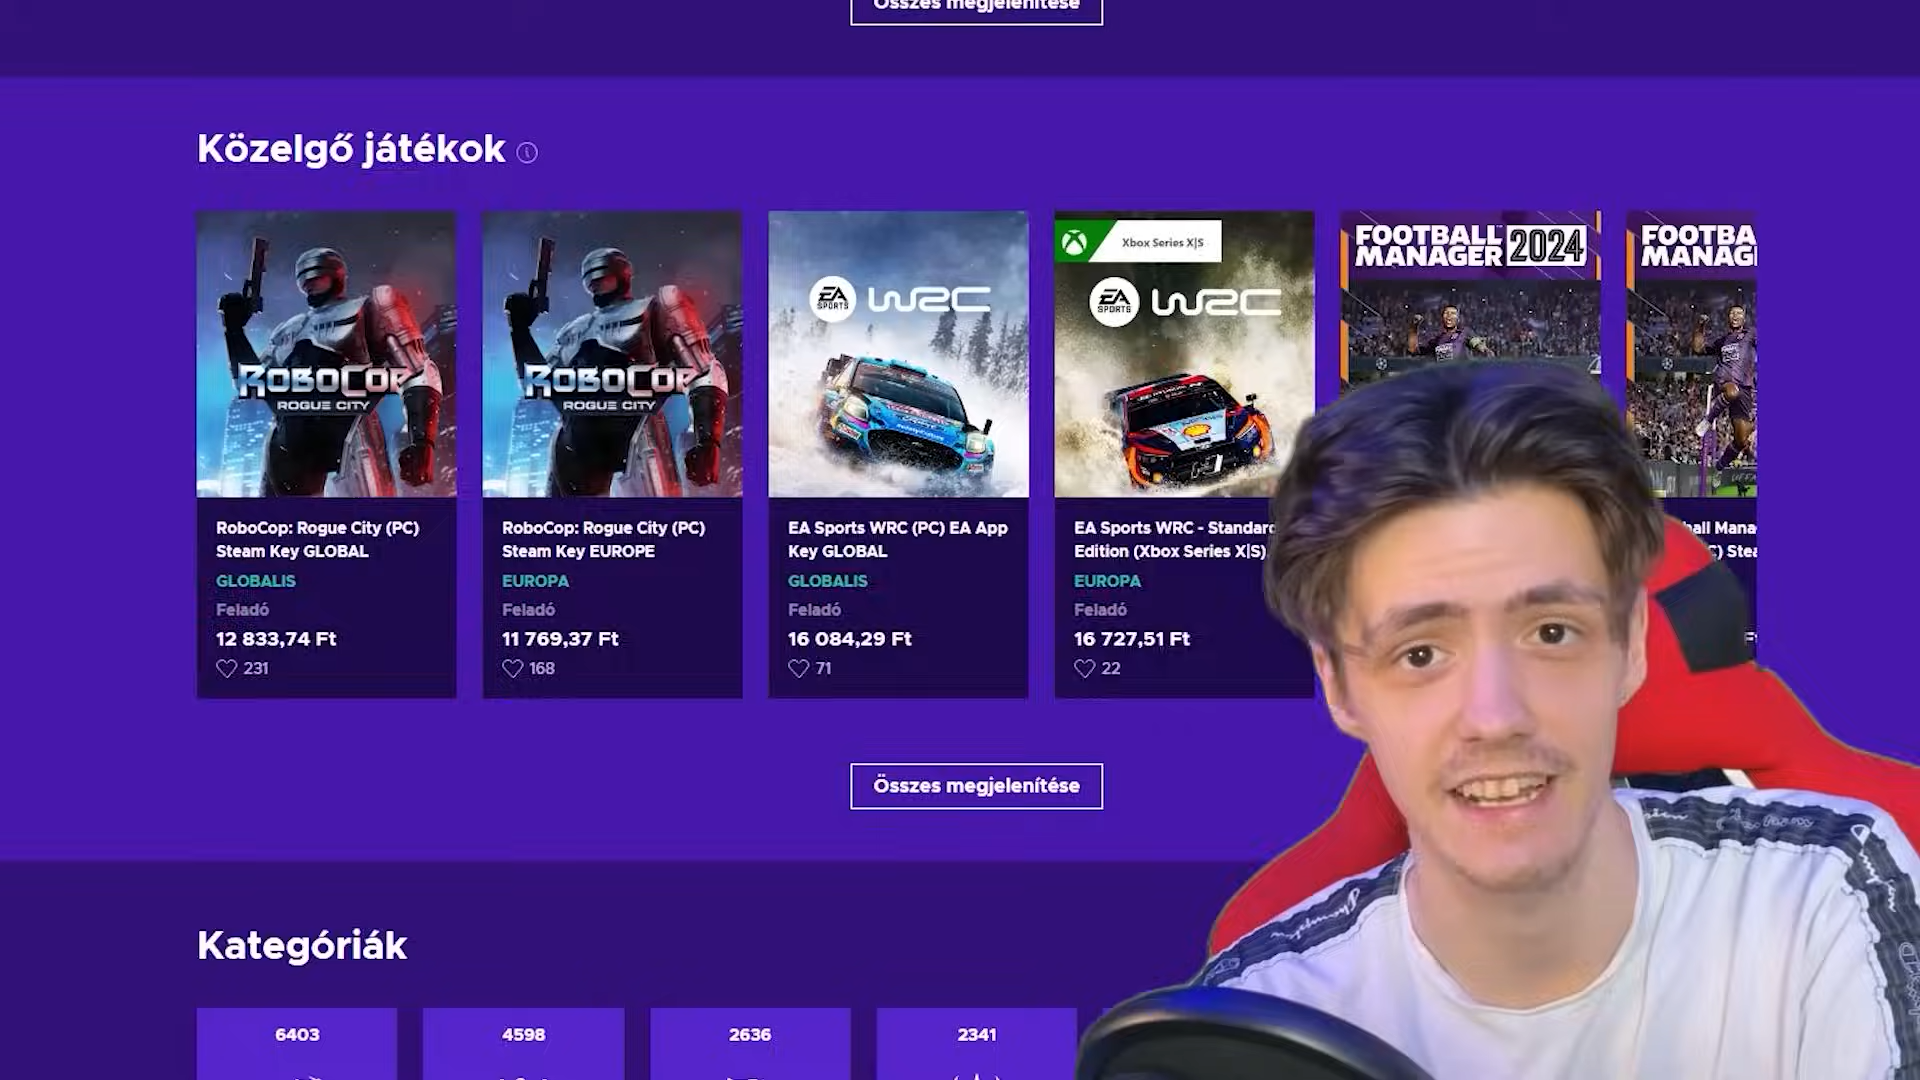 Összes megjelenítése
Közelgő játékok
ROBOCOP
ROGUE CITY
RoboCop: Rogue City (PC)
Steam Key GLOBAL
GLOBALIS
Feladó
12 833,74 Ft
231
ROBOCOP
ROGUE CITY
RoboCop: Rogue City (PC)
Steam Key EUROPE
EUROPA
Feladó
11 769,37 Ft
168
EA SPORTS WRC
EA Sports WRC (PC) EA App
Key GLOBAL
GLOBALIS
Feladó
16 084,29 Ft
71
Xbox Series X|S
EA SPORTS WRC
EA Sports WRC - Standard
Edition (Xbox Series X|S)
EUROPA
Feladó
16 727,51 Ft
22
FOOTBALL
MANAGER 2024
FOOTBA
MANAG
Összes megjelenítése
Kategóriák
6403
4598
2636
2341